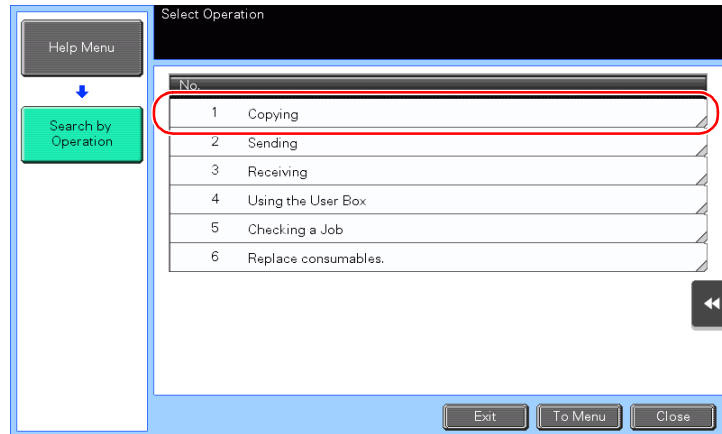 Select Operation
Help Menu
No.
1 Copying
Search by
Operation
2 Sending
3 Receiving
4 Using the User Box
5 Checking a Job
6 Replace consumables.
Exit To Menu Close